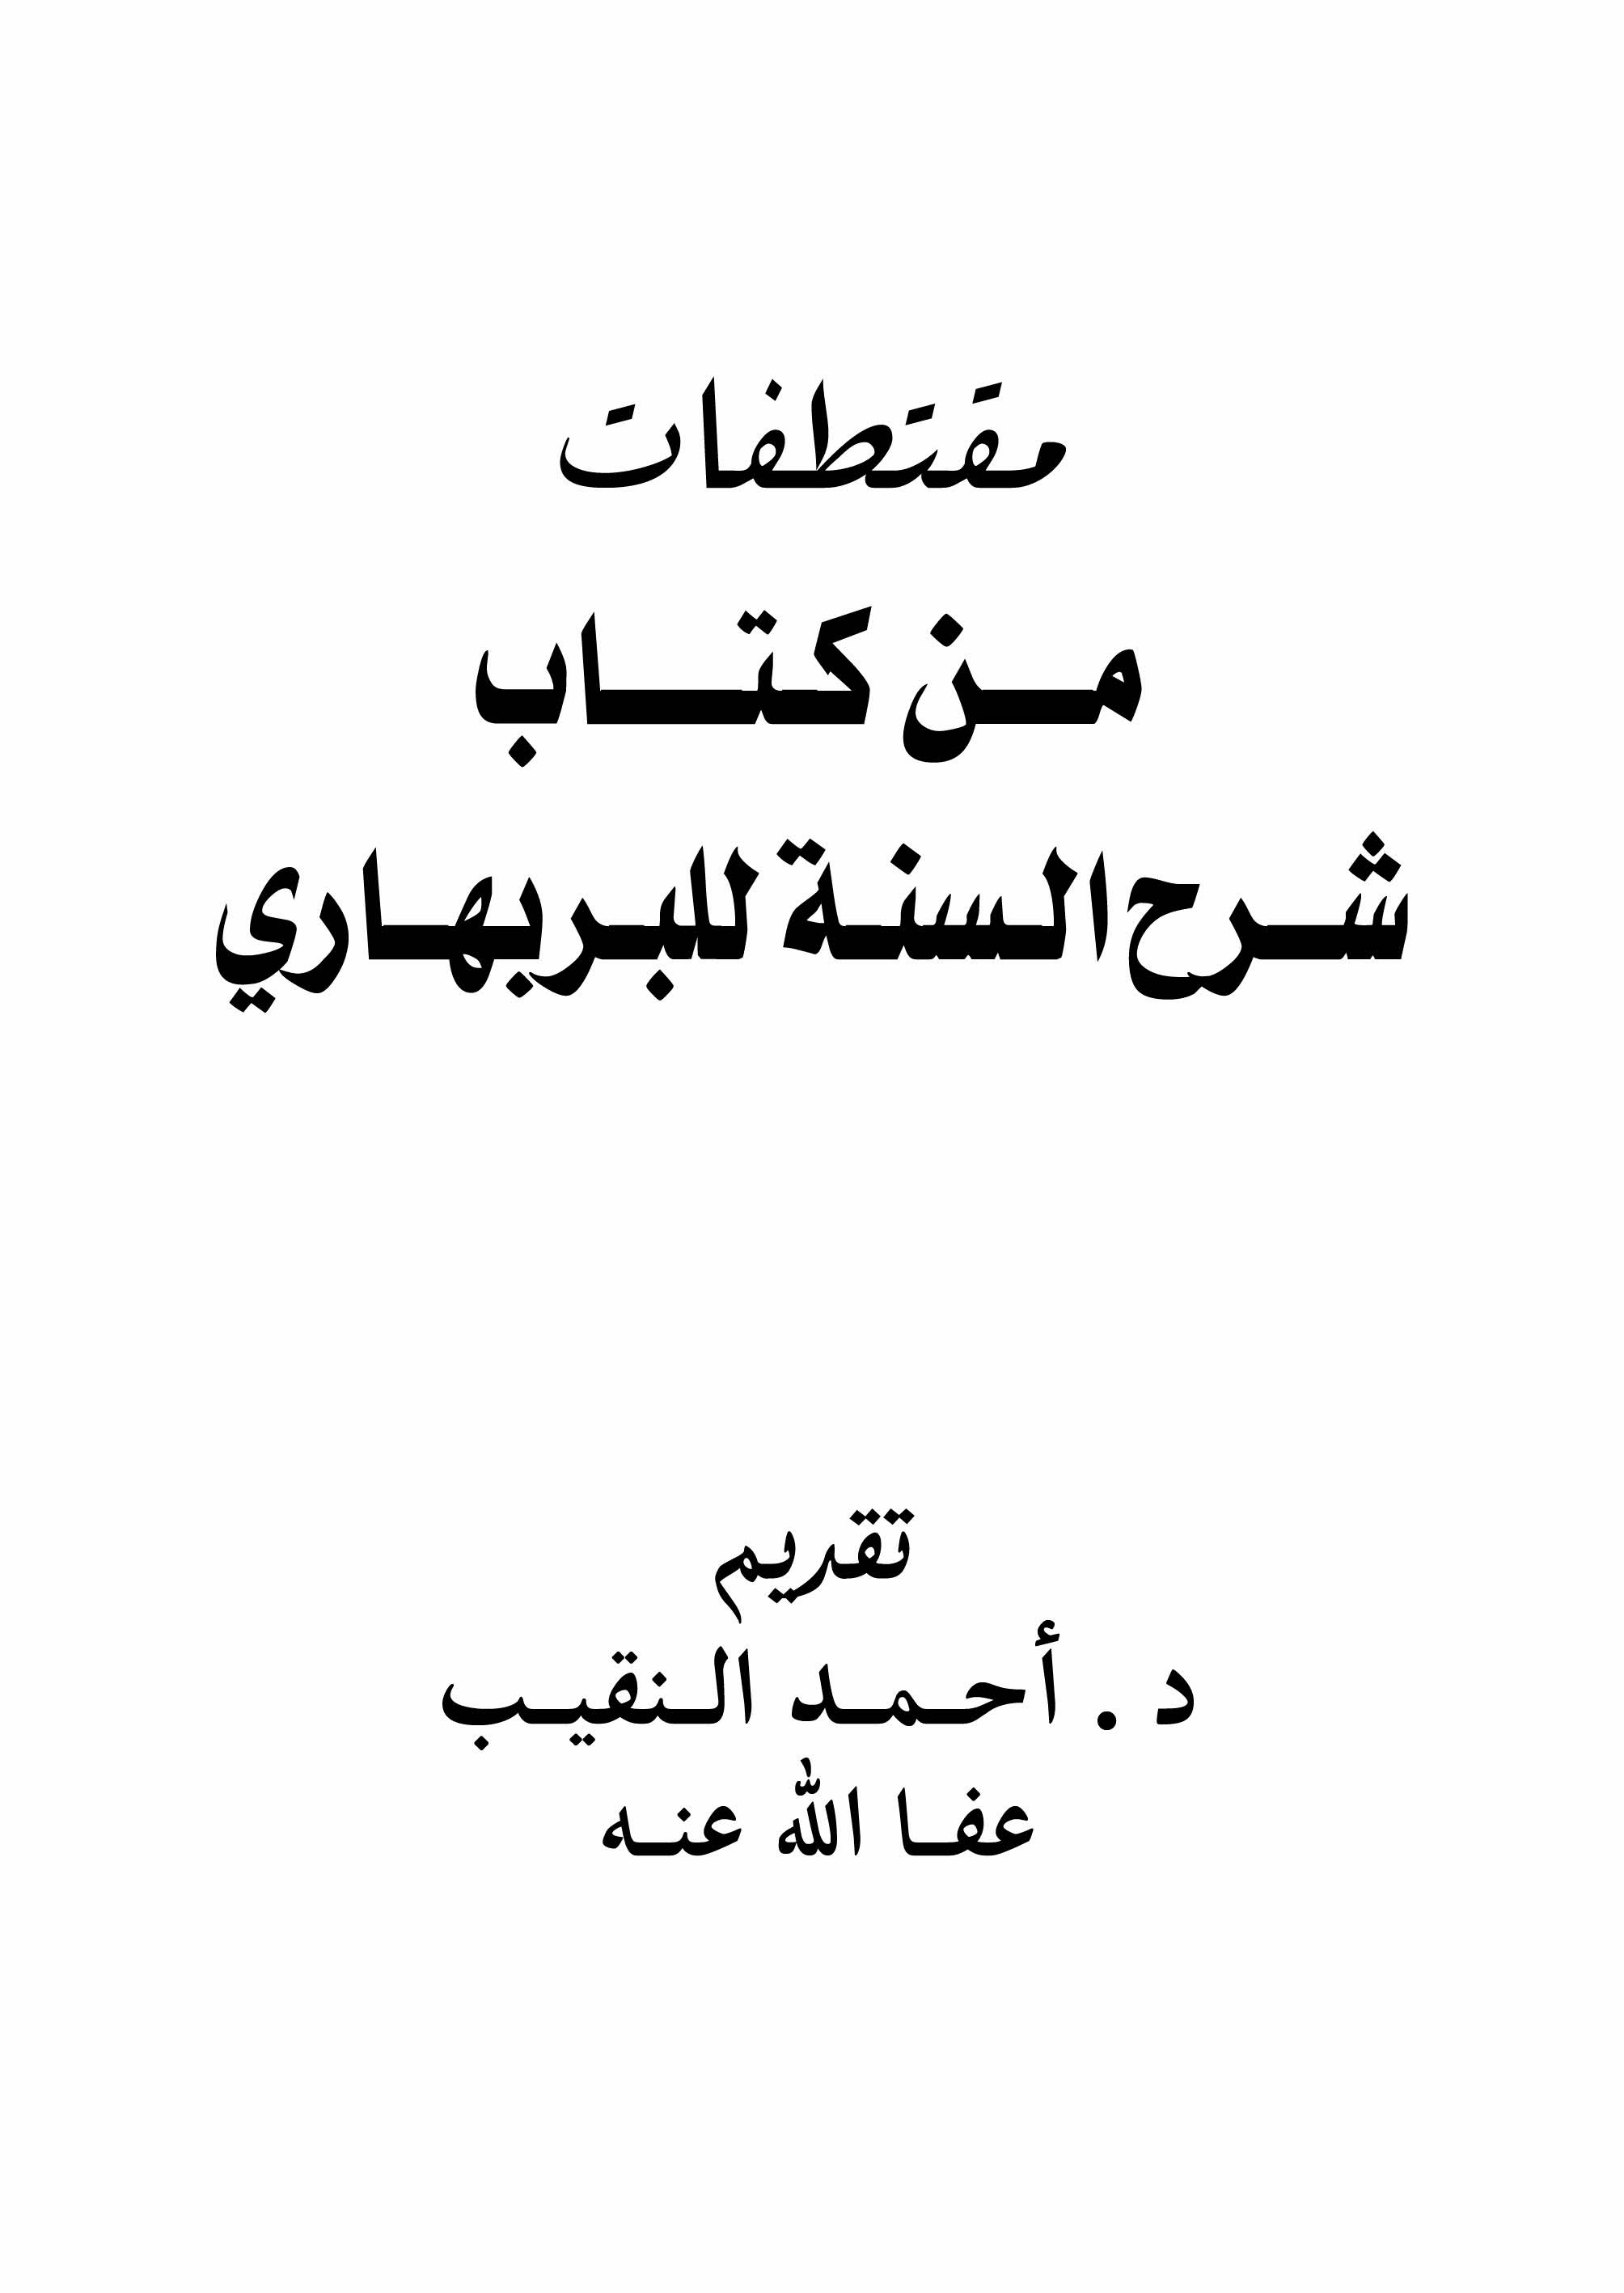 مقتطفات
من كتاب
شرح السنة للبربهاري
تقريم
د. أحمد النقيب
عفا الله عنه